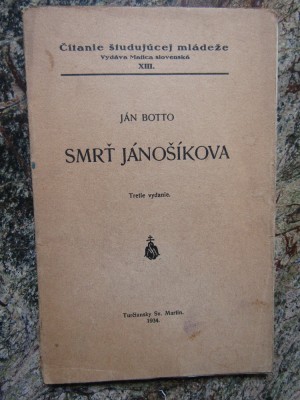 Čítanie študujúcej mládeže
Vydáva Matica slovenská
XIII.
JÁN BOTTO
SMRŤ JÁNOŠÍKOVA
Tretie vydanie.
Turčiansky Sv. Martin.
1934.